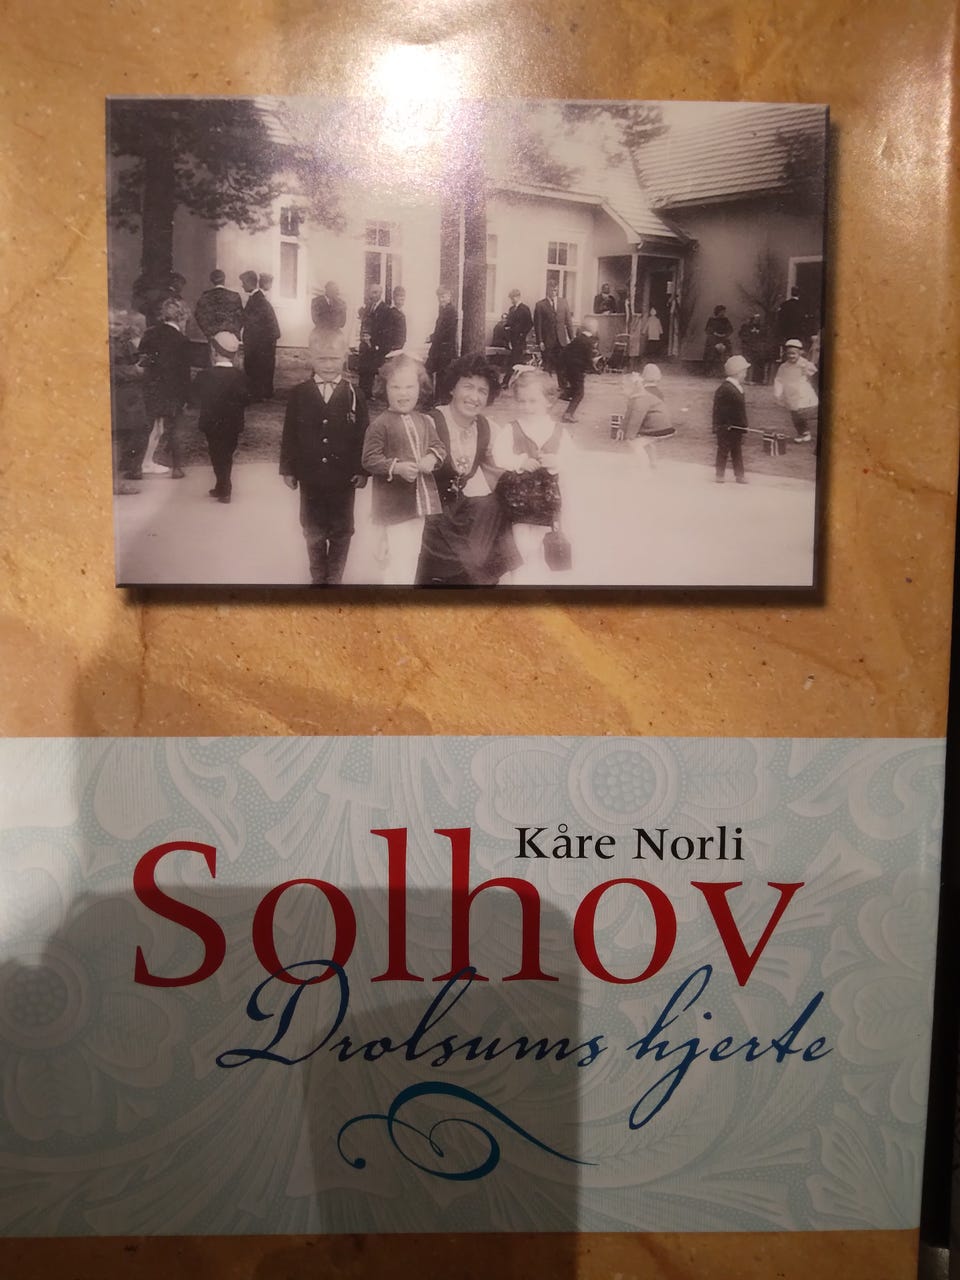 Kåre Norli
Solhov
Drolsums hjerte